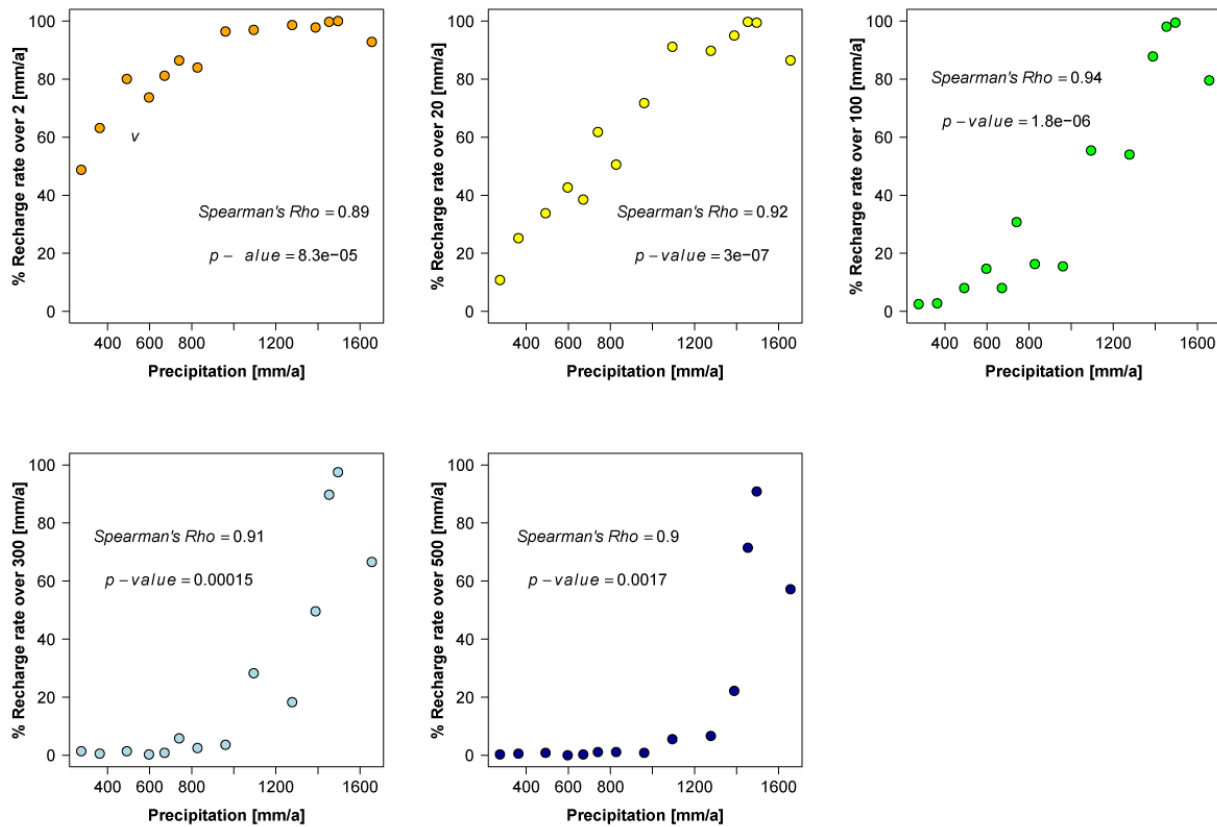 % Recharge rate over 2 [mm/a]
100
80
60
40
20
0
v
Spearman's Rho = 0.89
p − alue = 8.3e−05
400 600 800 1200 1600
Precipitation [mm/a]
% Recharge rate over 20 [mm/a]
100
80
60
40
20
0
Spearman's Rho = 0.92
p − value = 3e−07
400 600 800 1200 1600
Precipitation [mm/a]
% Recharge rate over 100 [mm/a]
100
80
60
40
20
0
Spearman's Rho = 0.94
p − value = 1.8e−06
400 600 800 1200 1600
Precipitation [mm/a]
% Recharge rate over 300 [mm/a]
100
80
60
40
20
0
Spearman's Rho = 0.91
p − value = 0.00015
400 600 800 1200 1600
Precipitation [mm/a]
% Recharge rate over 500 [mm/a]
100
80
60
40
20
0
Spearman's Rho = 0.9
p − value = 0.0017
400 600 800 1200 1600
Precipitation [mm/a]